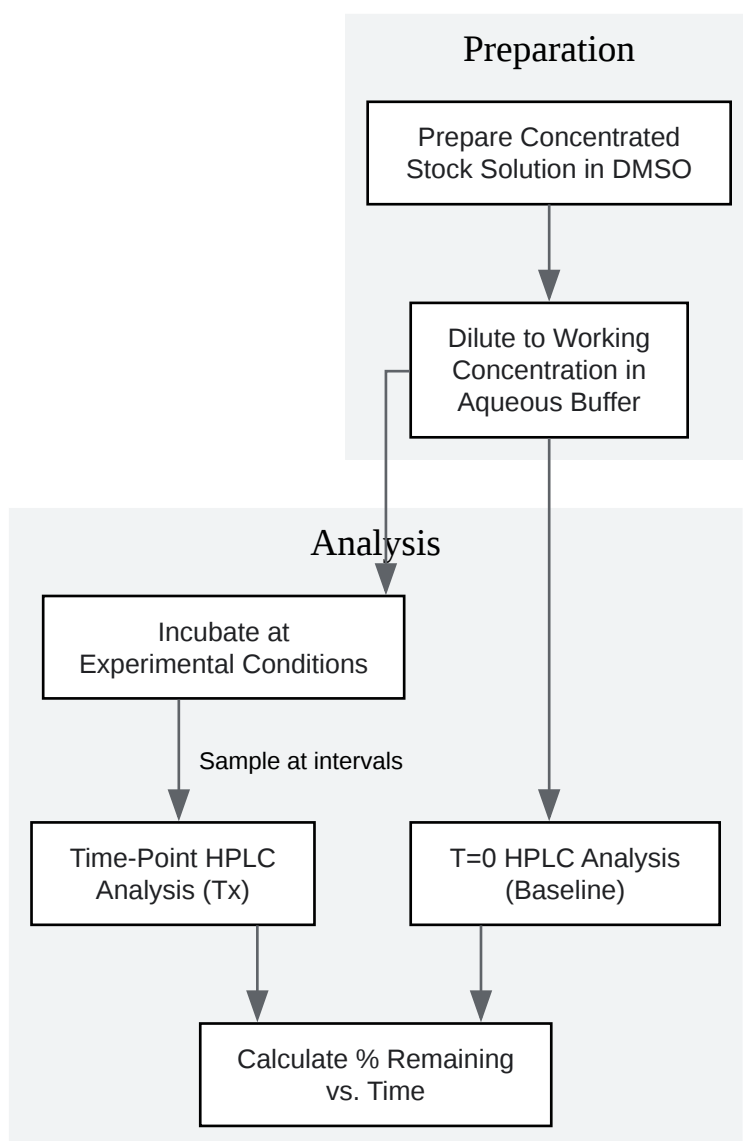 Preparation
Prepare Concentrated
Stock Solution in DMSO
Dilute to Working
Concentration in
Aqueous Buffer
Analysis
Incubate at
Experimental Conditions
Sample at intervals
Time-Point HPLC
Analysis (Tx)
T=0 HPLC Analysis
(Baseline)
Calculate % Remaining
vs. Time